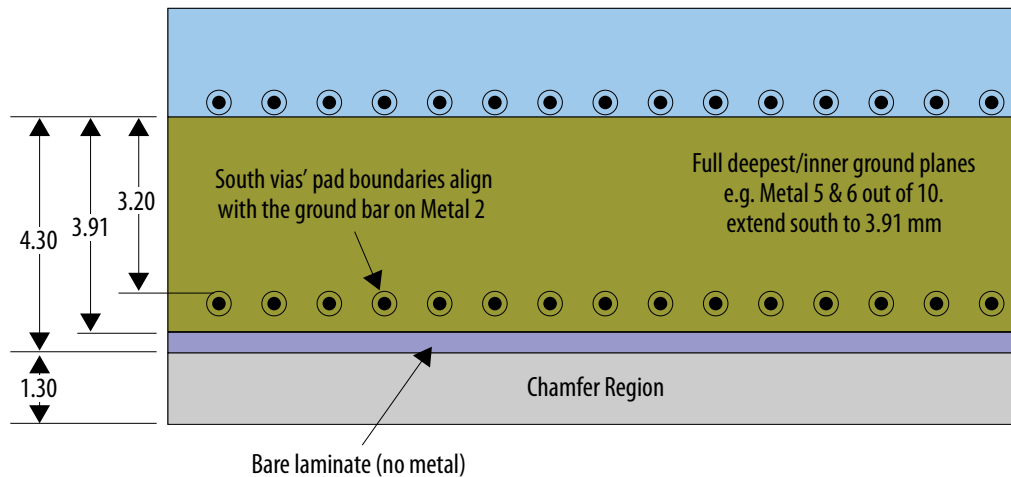 South vias’ pad boundaries align
with the ground bar on Metal 2
Full deepest/inner ground planes
e.g. Metal 5 & 6 out of 10.
extend south to 3.91 mm
3.20
3.91
4.30
1.30
Chamfer Region
Bare laminate (no metal)